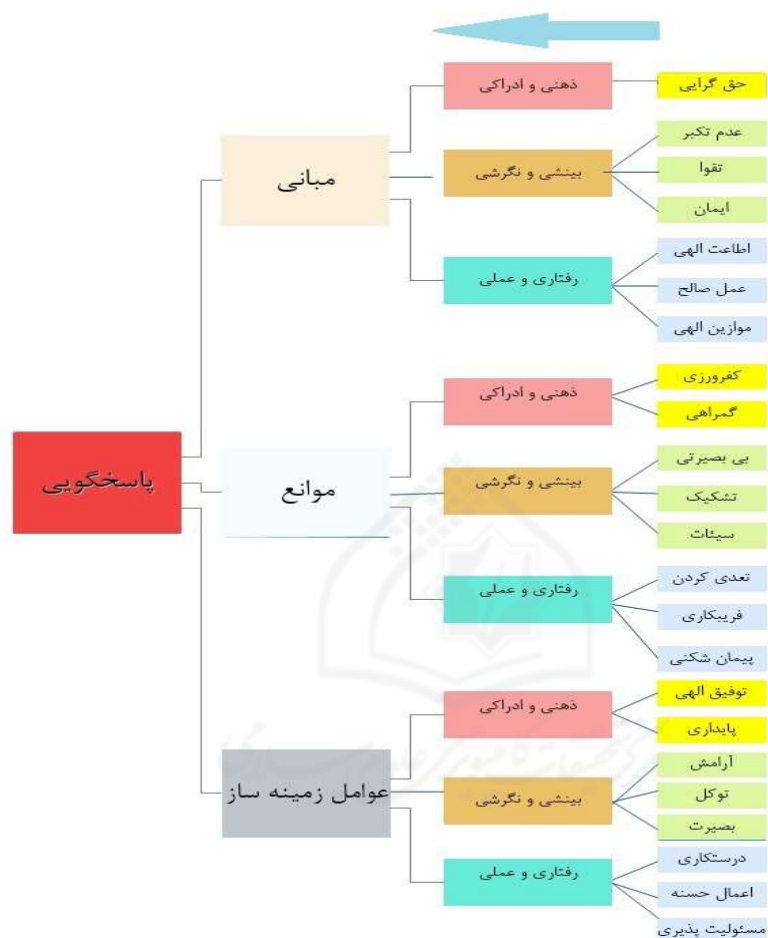 پاسخگویی
مبانی
ذهنی و ادراکی
حق گرایی
بینشی و نگرشی
عدم تکبر
تقوا
ایمان
رفتاری و عملی
اطاعت الهی
عمل صالح
موازین الهی
موانع
ذهنی و ادراکی
کفرورزی
گمراهی
بینشی و نگرشی
بی بصیرتی
تشکیک
سیئات
رفتاری و عملی
تعدی کردن
فریبکاری
پیمان شکنی
عوامل زمینه ساز
ذهنی و ادراکی
توفیق الهی
پایداری
بینشی و نگرشی
آرامش
توکل
بصیرت
رفتاری و عملی
درستکاری
اعمال حسنه
مسئولیت پذیری